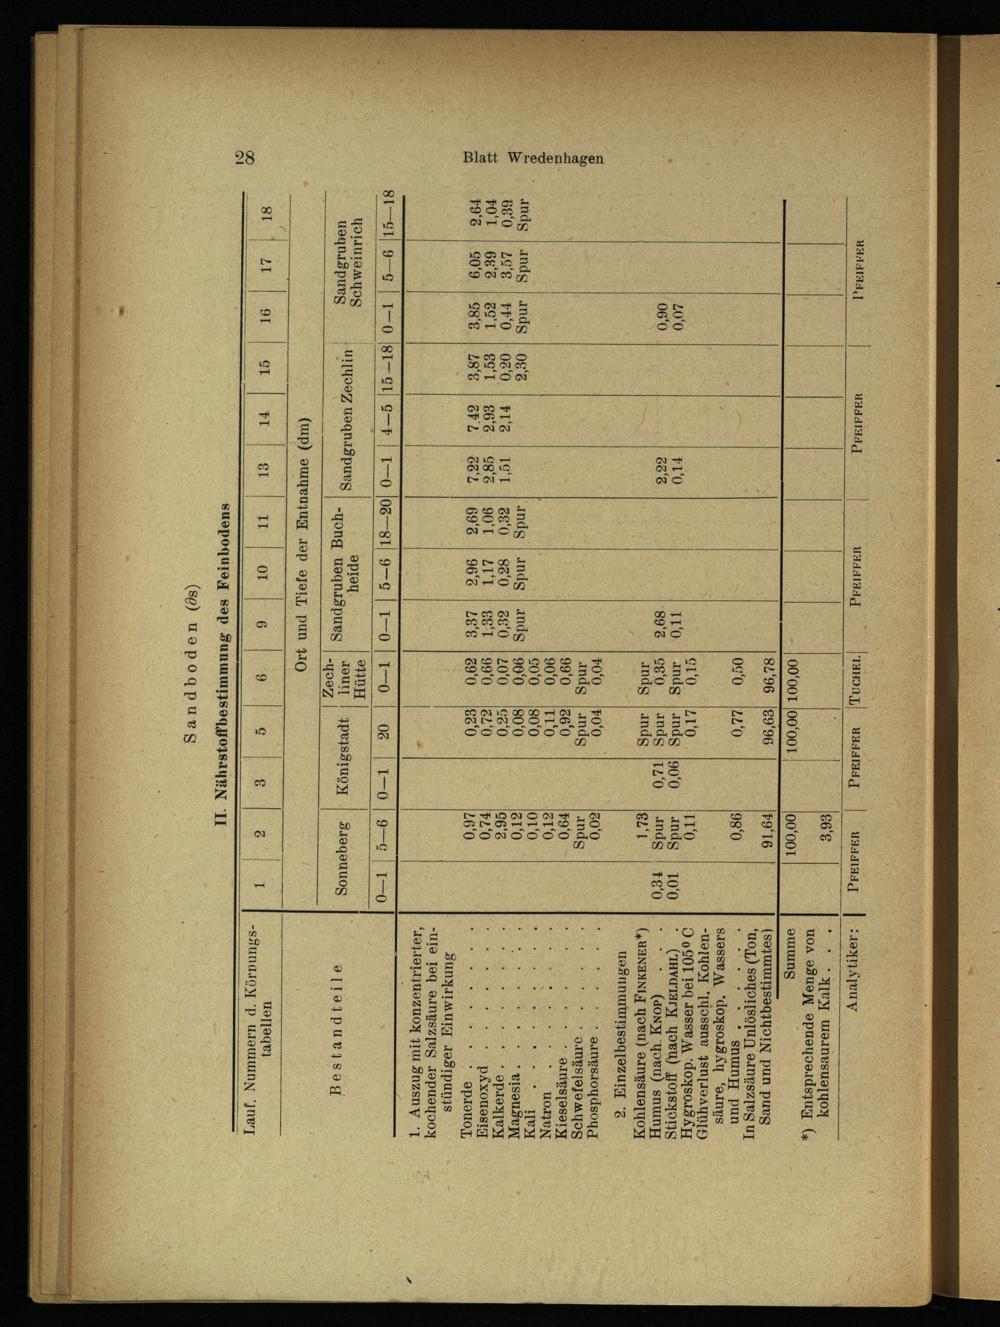 28
Blatt Wredenhagen
Sandboden (∂s)
II. Nährstoffbestimmung des Feinbodens
Lauf. Nummern d. Körnungs-
tabellen
1 2 3 5 6 9 10 11 13 14 15 16 17 18
Bestandteile
Ort und Tiefe der Entnahme (dm)
Sonneberg
Königstadt
Zech-
liner
Hütte
Sandgruben Buch-
heide
Sandgruben Zechlin
Sandgruben
Schweinrich
0—1 5—6 0—1 20 0—1 0—1 5—6 18—20 0—1 4—5 15—18 0—1 5—6 15—18
1. Auszug mit konzentrierter,
kochender Salzsäure bei ein-
stündiger Einwirkung
Tonerde . . . . . . . 0,97 0,23 0,62 3,37 2,96 2,69 7,22 7,42 3,87 3,85 6,05 2,64
Eisenoxyd . . . . . . 0,74 0,72 0,66 1,33 1,17 1,06 2,85 2,93 1,53 1,52 2,39 1,04
Kalkerde . . . . . . . 2,95 0,25 0,07 0,32 0,28 0,32 1,51 2,14 0,20 0,44 3,57 0,39
Magnesia . . . . . . . 0,12 0,08 0,06 Spur Spur Spur 2,30 Spur Spur Spur
Kali . . . . . . . . 0,10 0,08 0,05
Natron . . . . . . . 0,12 0,11 0,06
Kieselsäure . . . . . . 0,64 0,92 0,66
Schwefelsäure . . . . . Spur Spur Spur
Phosphorsäure . . . . . 0,02 0,04 0,04
2. Einzelbestimmungen
Kohlensäure (nach FINKENER*) 1,73 Spur Spur
Humus (nach KNOP) . . . . 0,34 Spur 0,71 Spur 0,35 2,68 2,22 0,90
Stickstoff (nach KJELDAHL) . 0,01 Spur 0,06 Spur Spur 0,11 0,14 0,07
Hygroskop. Wasser bei 105° C 0,11 0,17 0,15
Glühverlust ausschl. Kohlen-
säure, hygroskop. Wassers
und Humus . . . . . . 0,86 0,77 0,50
In Salzsäure Unlösliches (Ton,
Sand und Nichtbestimmtes) 91,64 96,63 96,78
Summe 100,00 100,00 100,00
*) Entsprechende Menge von
kohlensaurem Kalk . . . 3,93
Analytiker: PFEIFFER PFEIFFER TUCHEL PFEIFFER PFEIFFER PFEIFFER